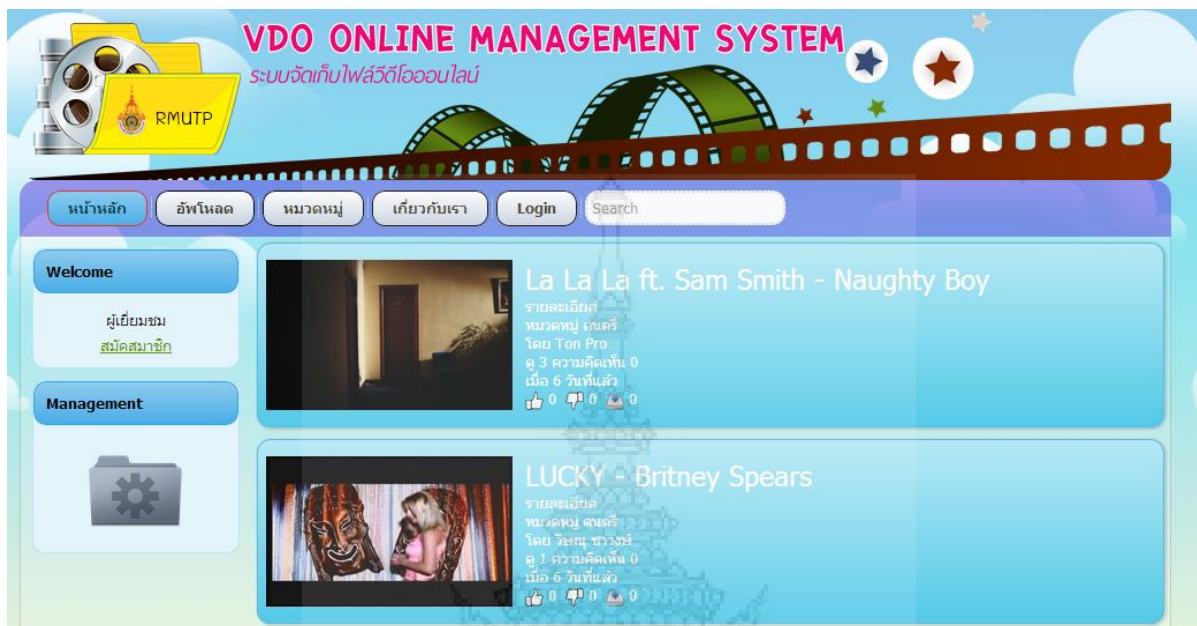 VDO ONLINE MANAGEMENT SYSTEM
ระบบจัดเก็บไฟล์วีดีโอออนไลน์
RMUTP
หน้าหลัก อัพโหลด หมวดหมู่ เกี่ยวกับเรา Login Search
Welcome
ผู้เยี่ยมชม
สมัคสมาชิก
Management
La La La ft. Sam Smith - Naughty Boy
รายละเอียด
หมวดหมู่ ดนตรี
โดย Ton Pro
ดู 3 ความคิดเห็น 0
เมื่อ 6 วันที่แล้ว
0 0 0
LUCKY - Britney Spears
รายละเอียด
หมวดหมู่ ดนตรี
โดย วิษณุ
ดู 1 ความคิดเห็น 0
เมื่อ 6 วันที่แล้ว
0 0 0